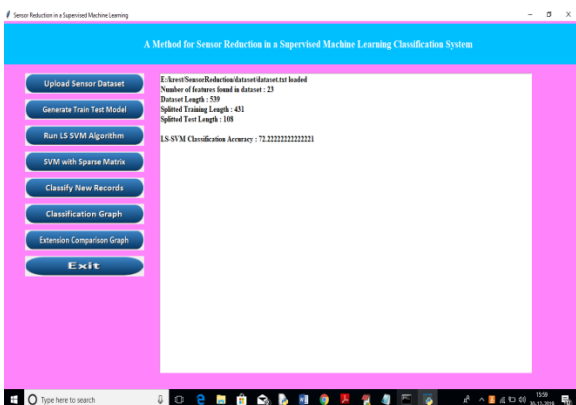 Sensor Reduction in a Supervised Machine Learning
A Method for Sensor Reduction in a Supervised Machine Learning Classification System
Upload Sensor Dataset
Generate Train Test Model
Run LS SVM Algorithm
SVM with Sparse Matrix
Classify New Records
Classification Graph
Extension Comparison Graph
Exit
E:/krest/SensorReduction/dataset/dataset.txt loaded
Number of features found in dataset : 23
Dataset Length : 539
Splitted Training Length : 431
Splitted Test Length : 108
LS-SVM Classification Accuracy : 72.22222222222221
Type here to search
15:59
30-12-2019